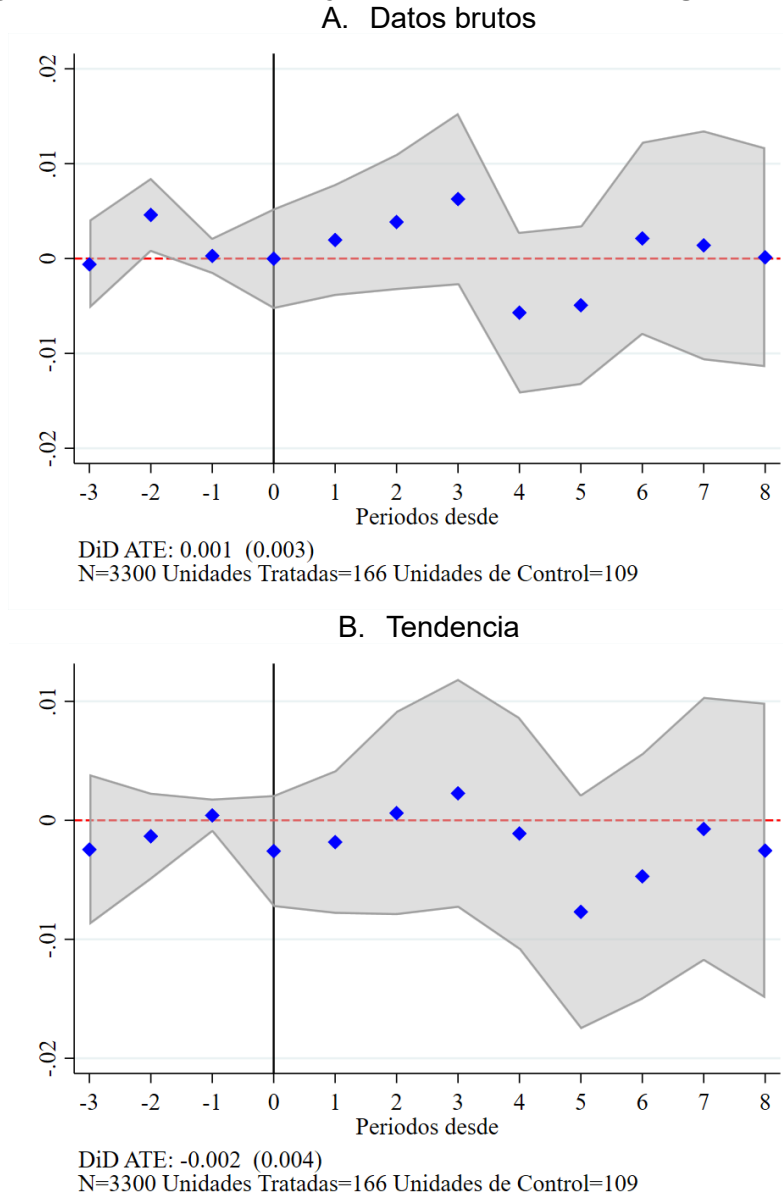 A. Datos brutos
.02
.01
0
-.01
-.02
-3 -2 -1 0 1 2 3 4 5 6 7 8
Periodos desde
DiD ATE: 0.001 (0.003)
N=3300 Unidades Tratadas=166 Unidades de Control=109
B. Tendencia
.01
0
-.01
-.02
-3 -2 -1 0 1 2 3 4 5 6 7 8
Periodos desde
DiD ATE: -0.002 (0.004)
N=3300 Unidades Tratadas=166 Unidades de Control=109